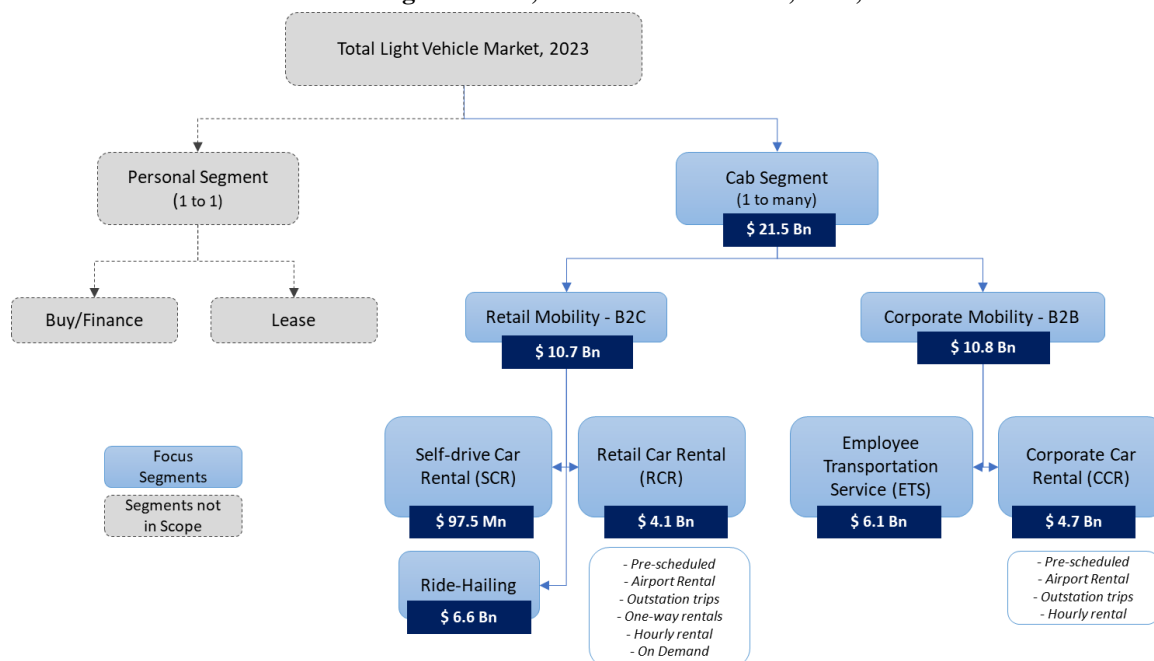 Total Light Vehicle Market, 2023
Personal Segment
(1 to 1)
Cab Segment
(1 to many)
$ 21.5 Bn
Buy/Finance
Lease
Retail Mobility - B2C
$ 10.7 Bn
Corporate Mobility - B2B
$ 10.8 Bn
Focus
Segments
Segments not
in Scope
Self-drive Car
Rental (SCR)
$ 97.5 Mn
Retail Car Rental
(RCR)
$ 4.1 Bn
Employee
Transportation
Service (ETS)
$ 6.1 Bn
Corporate Car
Rental (CCR)
$ 4.7 Bn
Ride-Hailing
$ 6.6 Bn
- Pre-scheduled
- Airport Rental
- Outstation trips
- One-way rentals
- Hourly rental
- On Demand
- Pre-scheduled
- Airport Rental
- Outstation trips
- Hourly rental